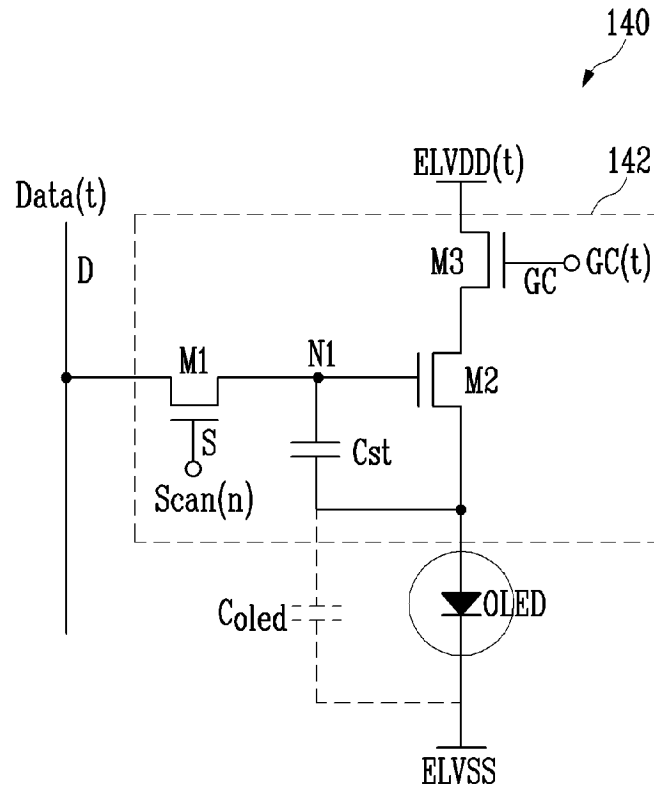 140
ELVDD(t)
142
Data(t)
M3
GC(t)
D
GC
M1
N1
M2
S
Cst
Scan(n)
Coled
OLED
ELVSS